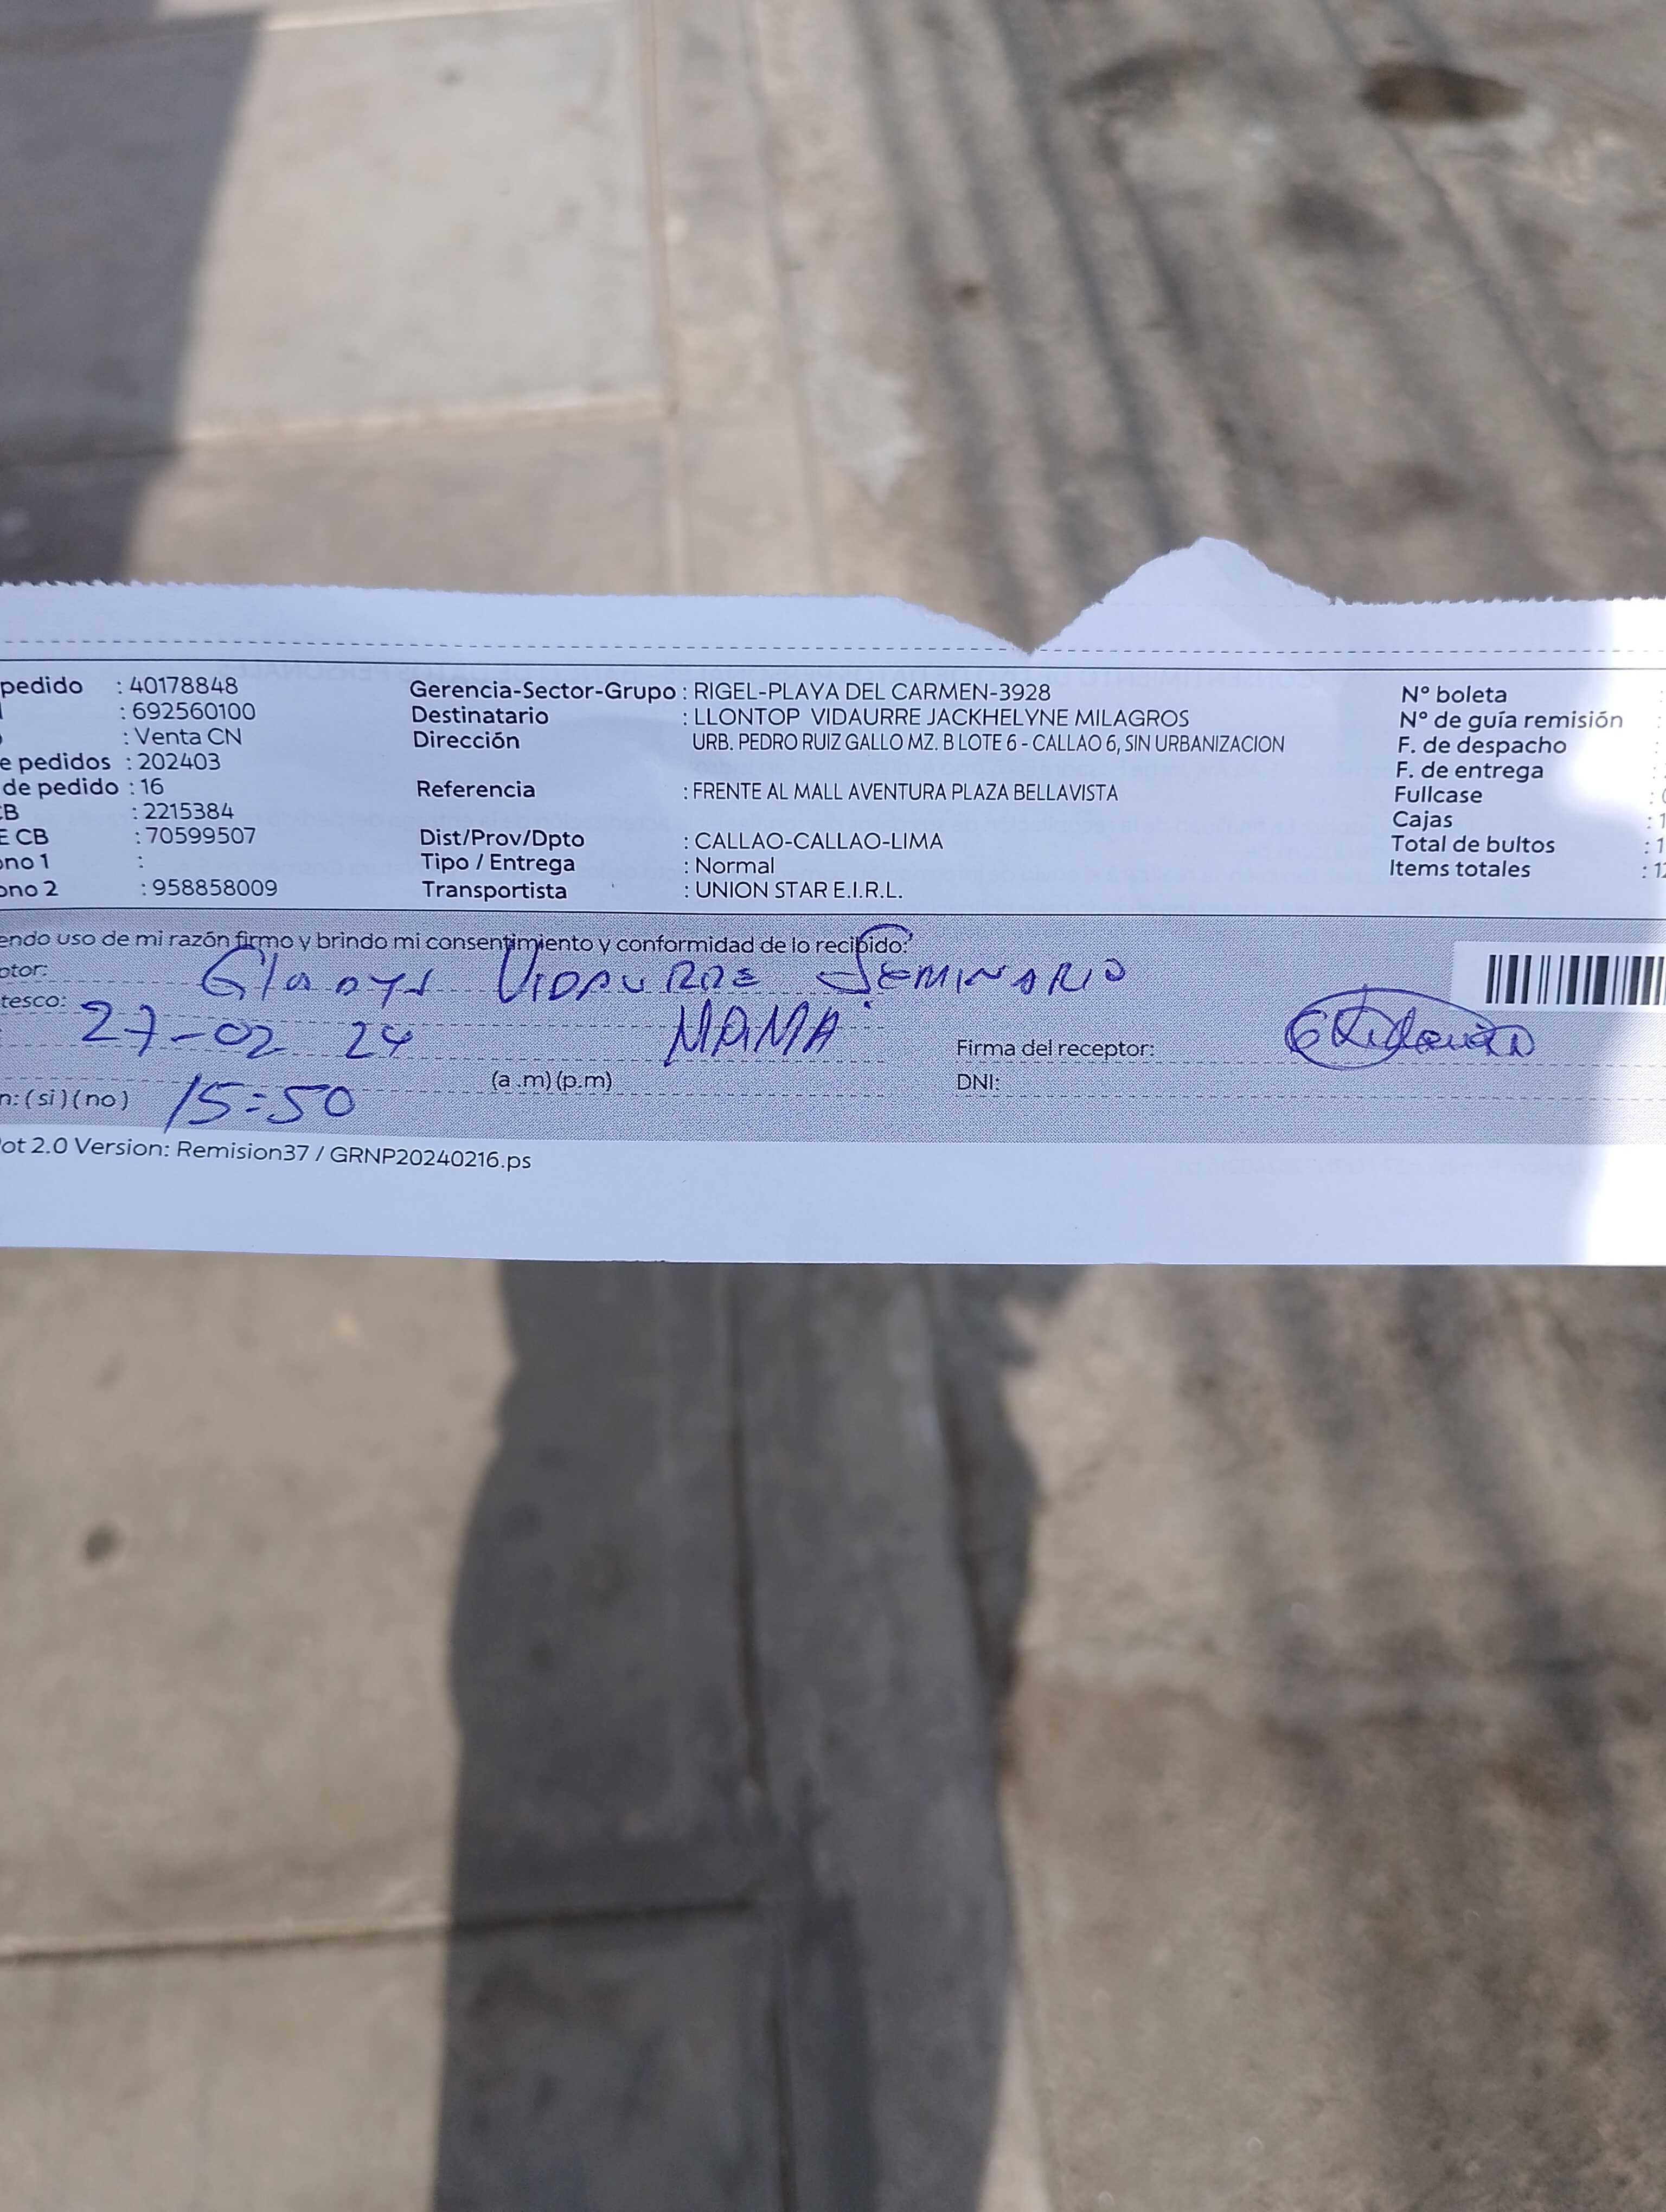 pedido : 40178848 Gerencia-Sector-Grupo : RIGEL-PLAYA DEL CARMEN-3928 N° boleta :
: 692560100 Destinatario : LLONTOP VIDAURRE JACKHELYNE MILAGROS N° de guía remisión :
: Venta CN Dirección URB. PEDRO RUIZ GALLO MZ. B LOTE 6 - CALLAO 6, SIN URBANIZACION F. de despacho :
e pedidos : 202403 F. de entrega :
de pedido : 16 Referencia : FRENTE AL MALL AVENTURA PLAZA BELLAVISTA Fullcase :
CB : 2215384 Cajas : 1
E CB : 70599507 Dist/Prov/Dpto : CALLAO-CALLAO-LIMA Total de bultos : 1
ono 1 : Tipo / Entrega : Normal Items totales : 12
ono 2 : 958858009 Transportista : UNION STAR E.I.R.L.
endo uso de mi razón firmo y brindo mi consentimiento y conformidad de lo recibido:
ptor: Gladys VIDAURRE SEMINARIO
tesco: MAMA
27-02 24 Firma del receptor:
(a.m) (p.m) DNI:
n: (si) (no) 15:50
ot 2.0 Version: Remision37 / GRNP20240216.ps